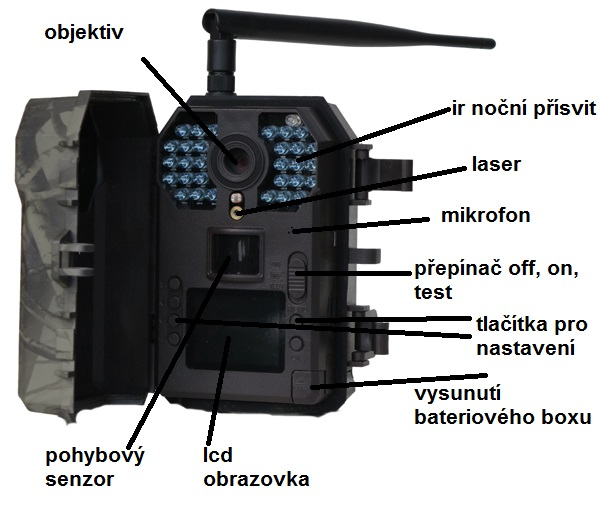 objektiv
ir noční přísvit
laser
mikrofon
přepínač off, on,
test
tlačítka pro
nastavení
vysunutí
bateriového boxu
pohybový
senzor
lcd
obrazovka